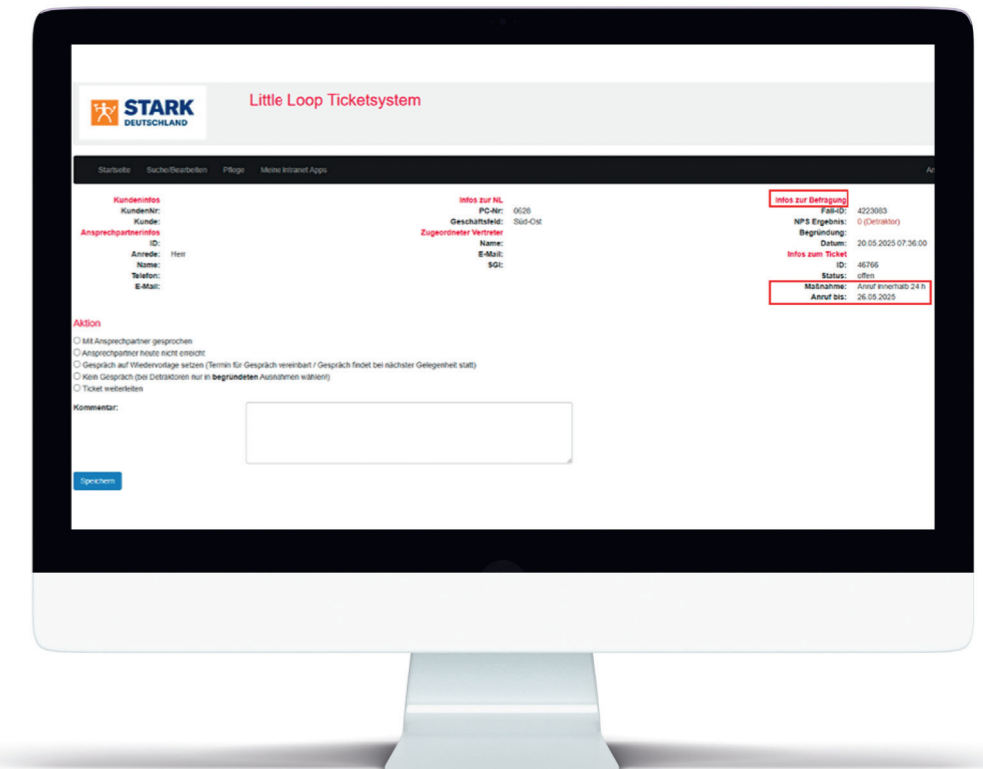 STARK
DEUTSCHLAND
Little Loop Ticketsystem
Startseite Suche/Bearbeiten Pflege Meine Intranet Apps
Kundeninfos
KundenNr:
Kunde:
Ansprechpartnerinfos
ID:
Anrede: Herr
Name:
Telefon:
E-Mail:
Infos zur NL
PC-Nr: 0626
Geschäftsfeld: Süd-Ost
Zugeordneter Vertreter
Name:
E-Mail:
SGI:
Infos zur Befragung
Fall-ID: 4223083
NPS Ergebnis: 0 (Detraktor)
Begründung:
Datum: 20.05.2025 07:36:00
Infos zum Ticket
ID: 46766
Status: offen
Maßnahme: Anruf innerhalb 24 h
Anruf bis: 26.05.2025
Aktion
Mit Ansprechpartner gesprochen
Ansprechpartner heute nicht erreicht
Gespräch auf Wiedervorlage setzen (Termin für Gespräch vereinbart / Gespräch findet bei nächster Gelegenheit statt)
Kein Gespräch (bei Detraktoren nur in begründeten Ausnahmen wählen!)
Ticket weiterleiten
Kommentar:
Speichern